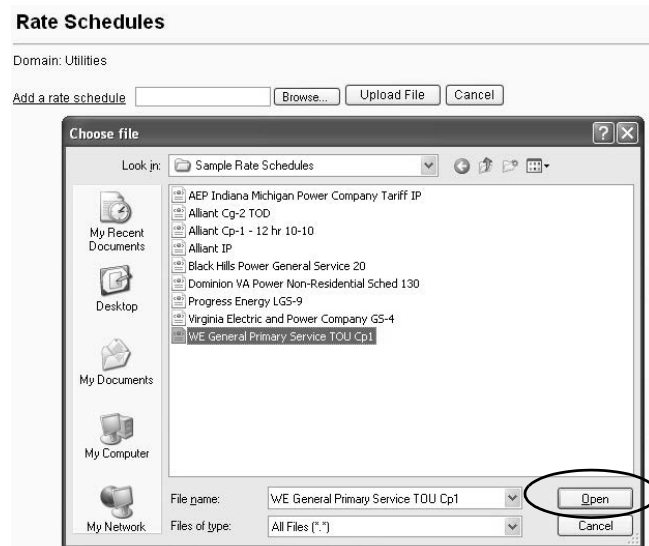 Rate Schedules
Domain: Utilities
Add a rate schedule Browse... Upload File Cancel
Choose file
Look in: Sample Rate Schedules
My Recent Documents
Desktop
My Documents
My Computer
My Network
AEP Indiana Michigan Power Company Tariff IP
Alliant Cg-2 TOD
Alliant Cp-1 - 12 hr 10-10
Alliant IP
Black Hills Power General Service 20
Dominion VA Power Non-Residential Sched 130
Progress Energy LGS-9
Virginia Electric and Power Company GS-4
WE General Primary Service TOU Cp1
File name: WE General Primary Service TOU Cp1 Open
Files of type: All Files (*.*) Cancel